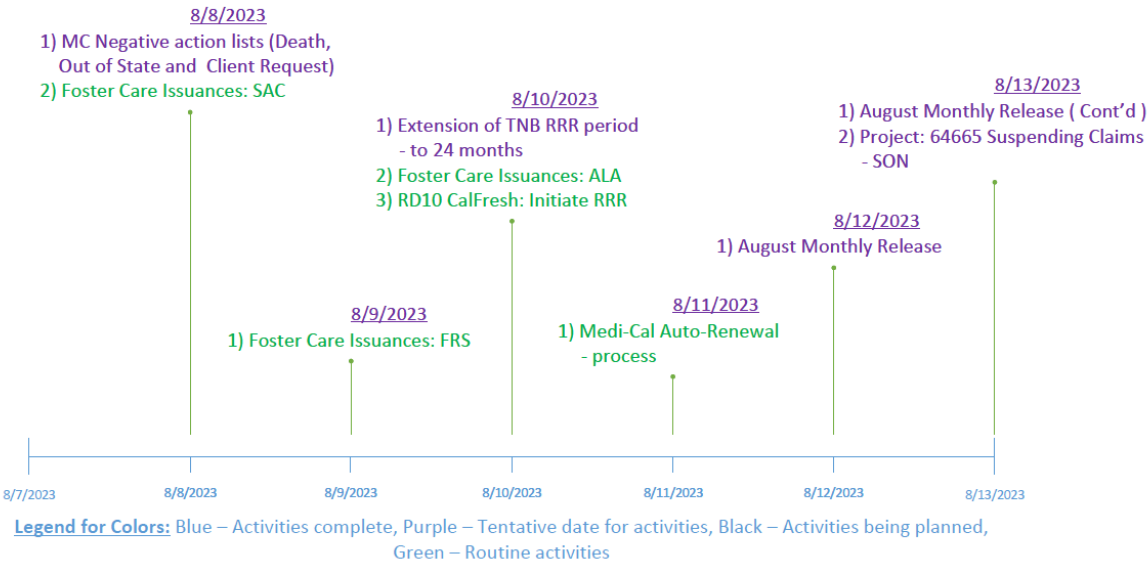 8/8/2023
1) MC Negative action lists (Death,
Out of State and Client Request)
2) Foster Care Issuances: SAC
8/9/2023
1) Foster Care Issuances: FRS
8/10/2023
1) Extension of TNB RRR period
- to 24 months
2) Foster Care Issuances: ALA
3) RD10 CalFresh: Initiate RRR
8/11/2023
1) Medi-Cal Auto-Renewal
- process
8/12/2023
1) August Monthly Release
8/13/2023
1) August Monthly Release ( Cont’d )
2) Project: 64665 Suspending Claims
- SON
8/7/2023
8/8/2023
8/9/2023
8/10/2023
8/11/2023
8/12/2023
8/13/2023
Legend for Colors: Blue – Activities complete, Purple – Tentative date for activities, Black – Activities being planned,
Green – Routine activities